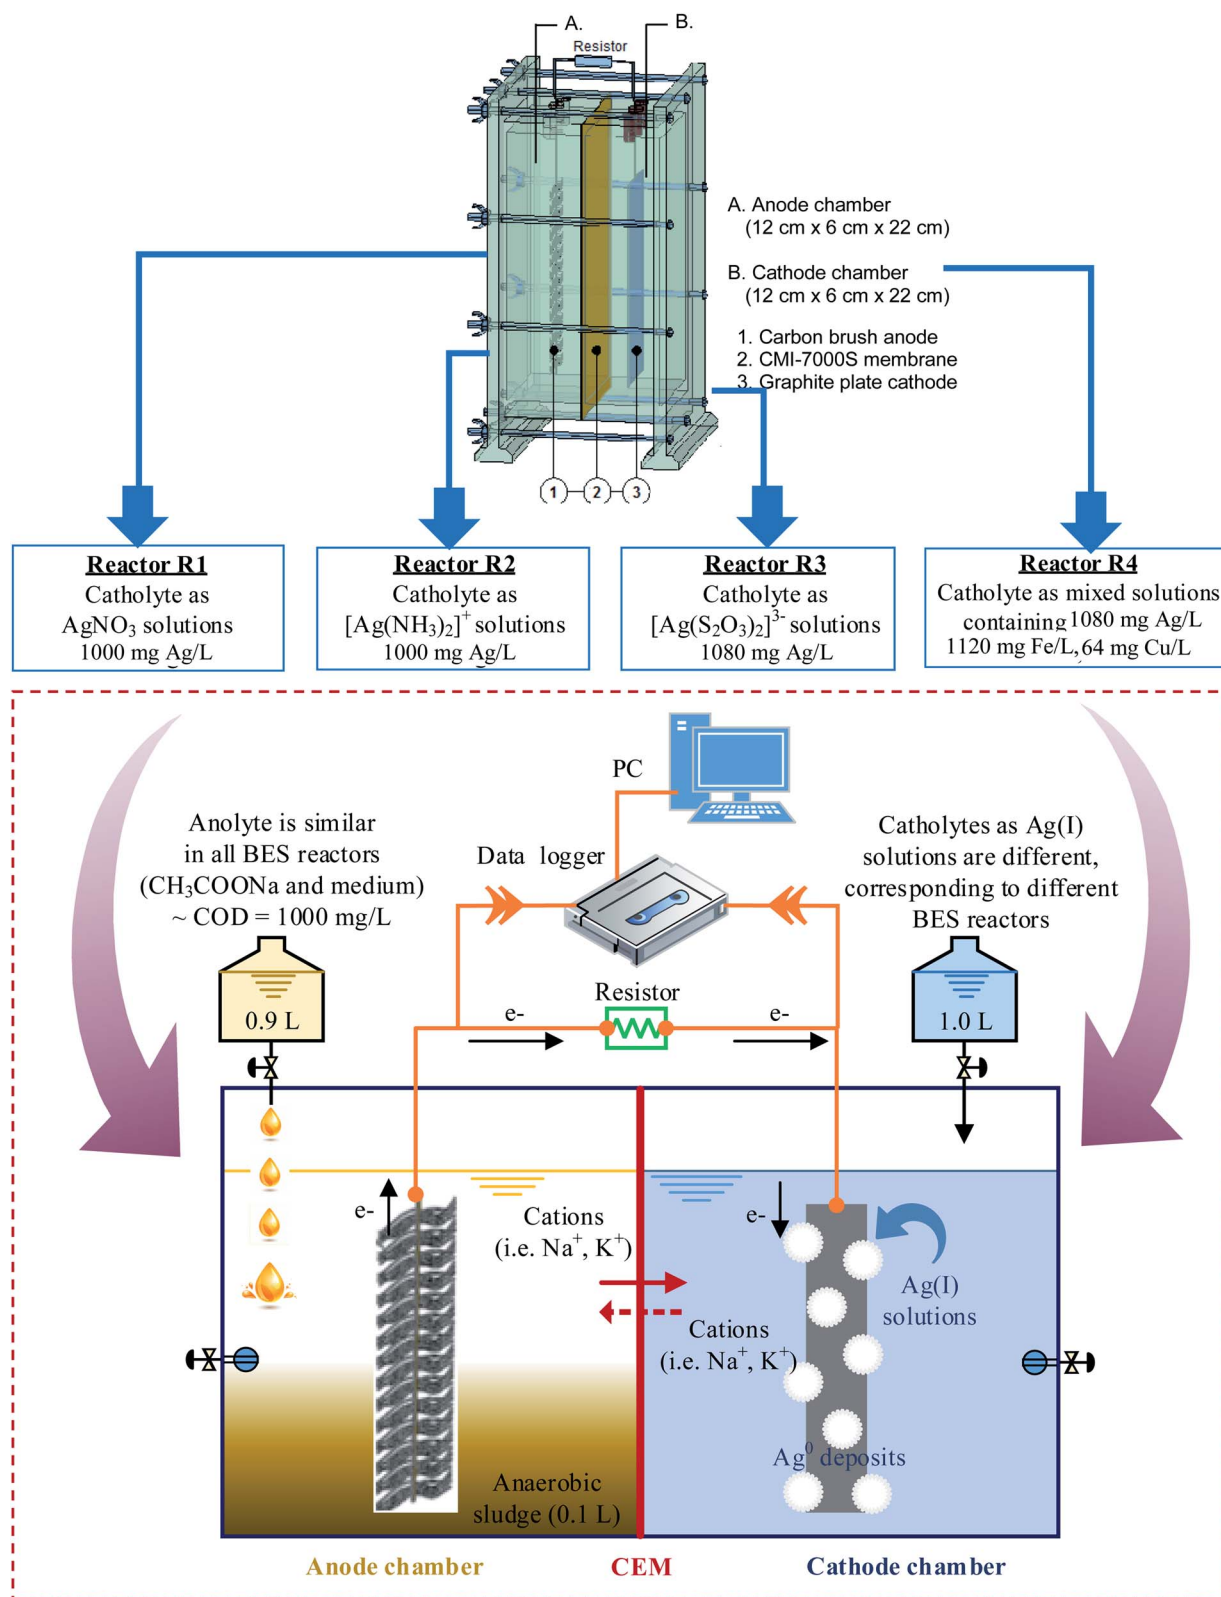 A.
B.
Resistor
A. Anode chamber
(12 cm x 6 cm x 22 cm)
B. Cathode chamber
(12 cm x 6 cm x 22 cm)
1. Carbon brush anode
2. CMI-7000S membrane
3. Graphite plate cathode
1
2
3
Reactor R1
Catholyte as
AgNO₃ solutions
1000 mg Ag/L
Reactor R2
Catholyte as
[Ag(NH₃)₂]⁺ solutions
1000 mg Ag/L
Reactor R3
Catholyte as
[Ag(S₂O₃)₂]³⁻ solutions
1080 mg Ag/L
Reactor R4
Catholyte as mixed solutions
containing 1080 mg Ag/L
1120 mg Fe/L, 64 mg Cu/L
PC
Data logger
Anolyte is similar
in all BES reactors
(CH₃COONa and medium)
~ COD = 1000 mg/L
Catholytes as Ag(I)
solutions are different,
corresponding to different
BES reactors
0.9 L
Resistor
e-
e-
1.0 L
e-
Cations
(i.e. Na⁺, K⁺)
e-
Ag(I)
solutions
Cations
(i.e. Na⁺, K⁺)
Ag⁰ deposits
Anaerobic
sludge (0.1 L)
Anode chamber
CEM
Cathode chamber